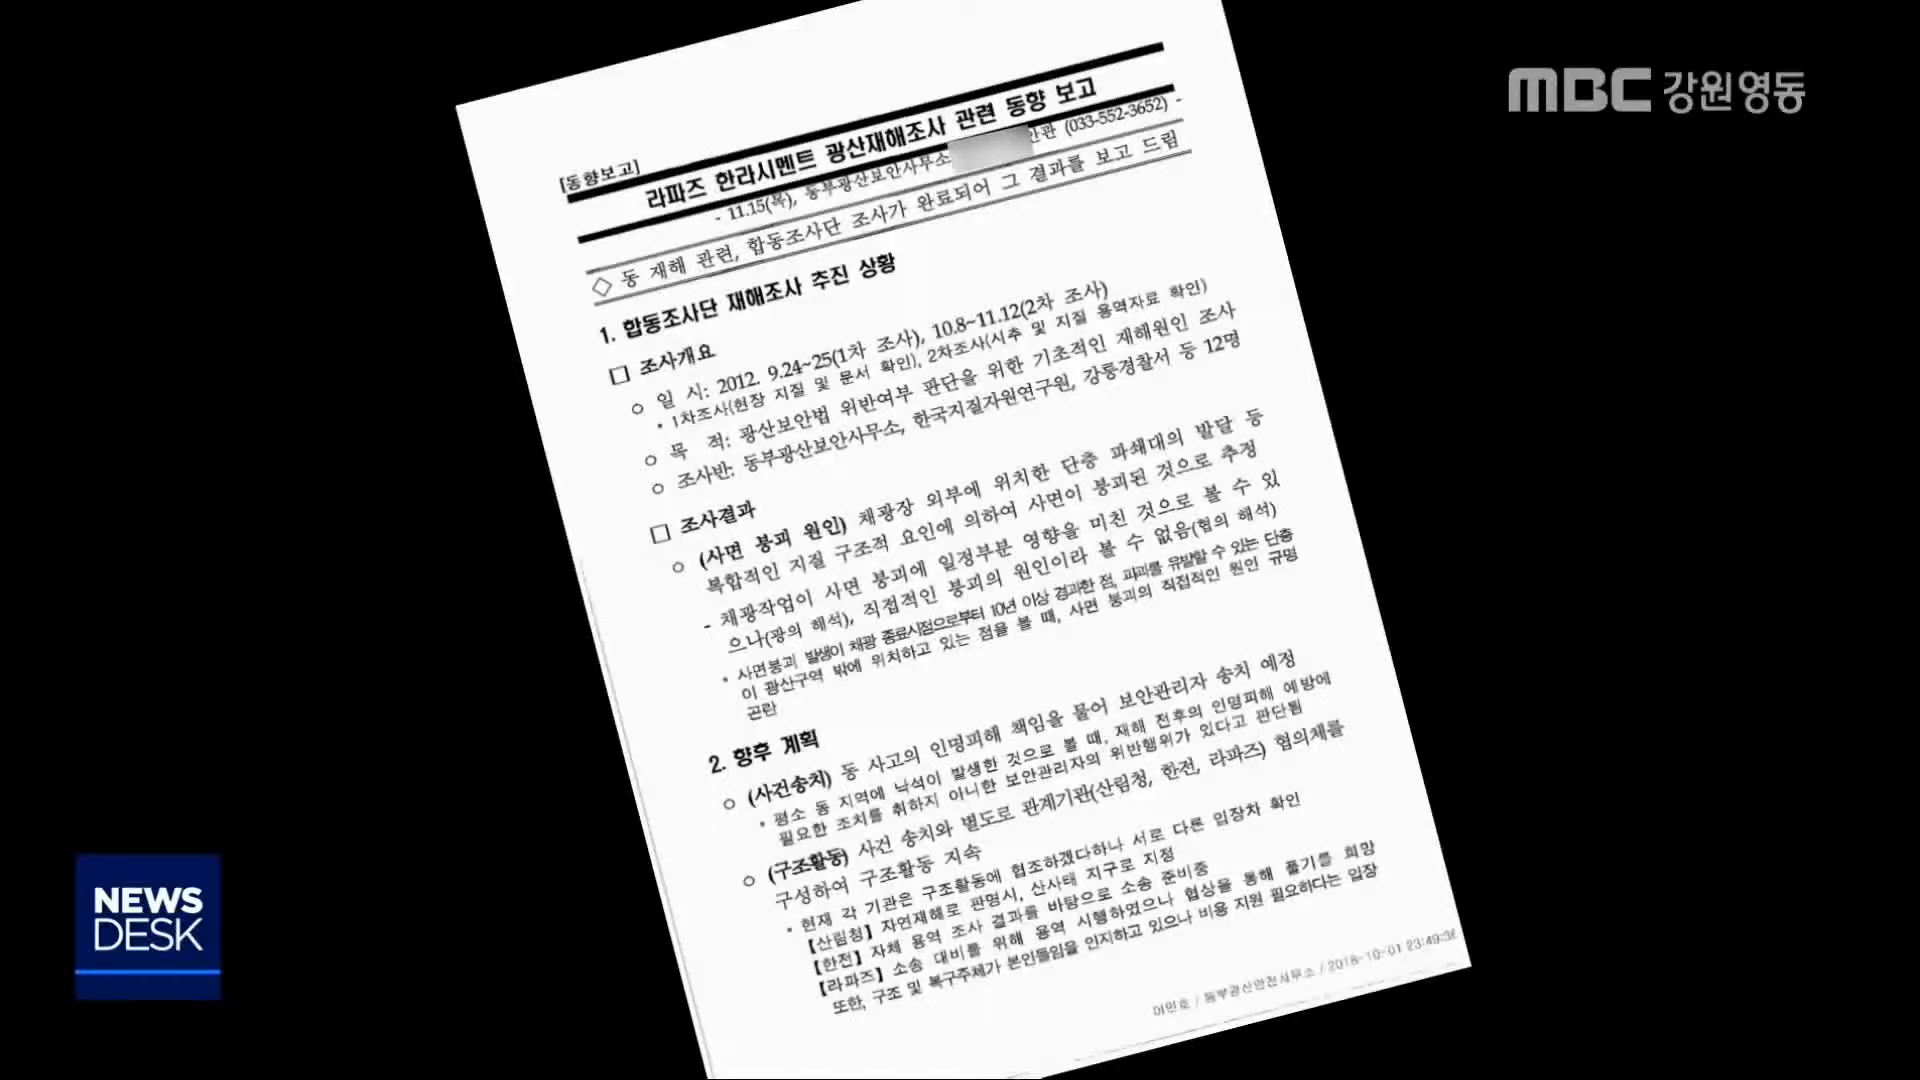 MBC 강원영동
[동향보고]
라파즈 한라시멘트 광산재해조사 관련 동향 보고
- 11.15(목), 동부광산보안사무소 안관 (033-552-3652) -
◇ 동 재해 관련, 합동조사단 조사가 완료되어 그 결과를 보고 드림
1. 합동조사단 재해조사 추진 상황
□ 조사개요
○ 일 시: 2012. 9.24~25(1차 조사), 10.8~11.12(2차 조사)
* 1차조사(현장 지질 및 문서 확인), 2차조사(시추 및 지질 용역자료 확인)
○ 목 적: 광산보안법 위반여부 판단을 위한 기초적인 재해원인 조사
○ 조사반: 동부광산보안사무소, 한국지질자원연구원, 강릉경찰서 등 12명
□ 조사결과
○ (사면 붕괴 원인) 채광장 외부에 위치한 단층 파쇄대의 발달 등
복합적인 지질 구조적 요인에 의하여 사면이 붕괴된 것으로 추정
- 채광작업이 사면 붕괴에 일정부분 영향을 미친 것으로 볼 수 있
으나(광의 해석), 직접적인 붕괴의 원인이라 볼 수 없음(협의 해석)
* 사면붕괴 발생이 채광 종료시점으로부터 10년 이상 경과한 점, 파괴를 유발할 수 있는 단층
이 광산구역 밖에 위치하고 있는 점을 볼 때, 사면 붕괴의 직접적인 원인 규명
곤란
2. 향후 계획
○ (사건송치) 동 사고의 인명피해 책임을 물어 보안관리자 송치 예정
* 평소 동 지역에 낙석이 발생한 것으로 볼 때, 재해 전후의 인명피해 예방에
필요한 조치를 취하지 아니한 보안관리자의 위반행위가 있다고 판단됨
○ (구조활동) 사건 송치와 별도로 관계기관(산림청, 한전, 라파즈) 협의체를
구성하여 구조활동 지속
* 현재 각 기관은 구조활동에 협조하겠다하나 서로 다른 입장차 확인
【산림청】 자연재해로 판명시, 산사태 지구로 지정
【한전】 자체 용역 조사 결과를 바탕으로 소송 준비중
【라파즈】 소송 대비를 위해 용역 시행하였으나 협상을 통해 풀기를 희망
또한, 구조 및 복구주체가 본인들임을 인지하고 있으나 비용 지원 필요하다는 입장
이민호 / 동부광산안전사무소 / 2018-10-01 23:49:36
NEWS
DESK